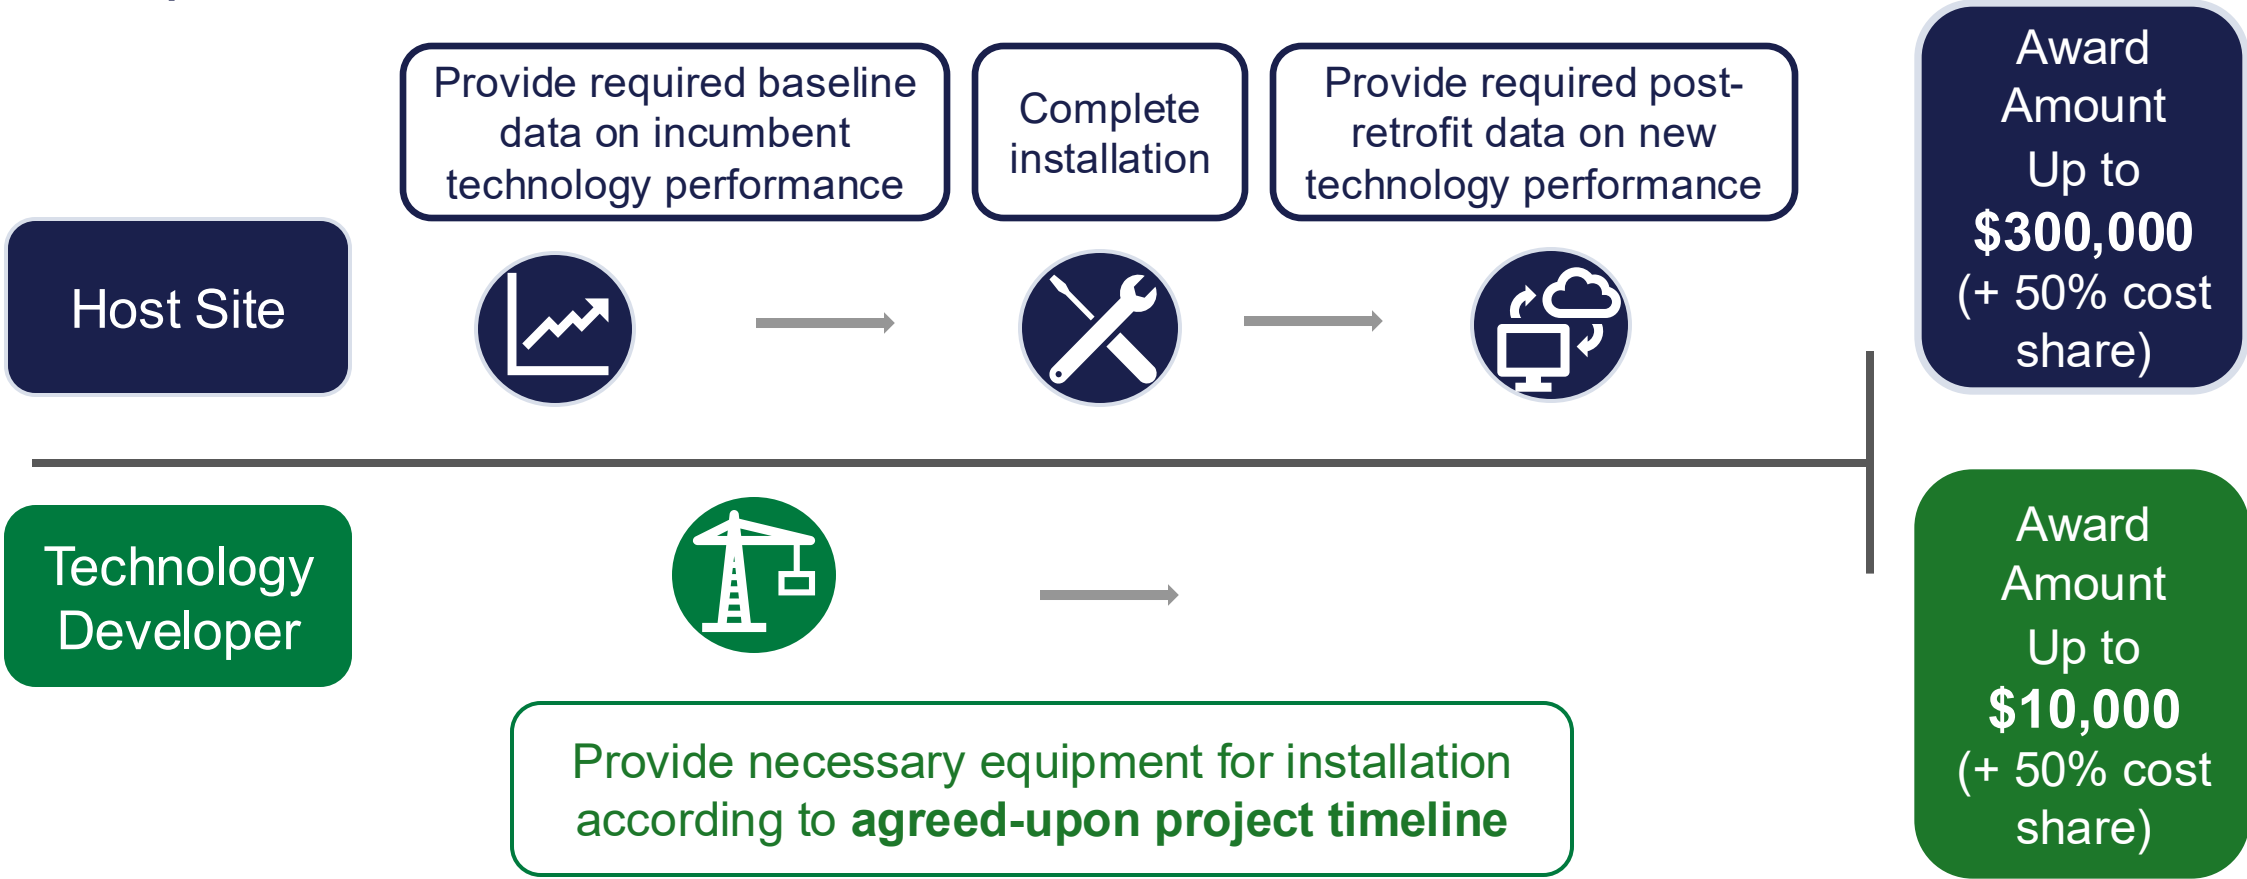 Provide required baseline
data on incumbent
technology performance
Complete
installation
Provide required post-
retrofit data on new
technology performance
Award
Amount
Up to
$300,000
(+ 50% cost
share)
Host Site
Technology
Developer
Provide necessary equipment for installation
according to agreed-upon project timeline
Award
Amount
Up to
$10,000
(+ 50% cost
share)